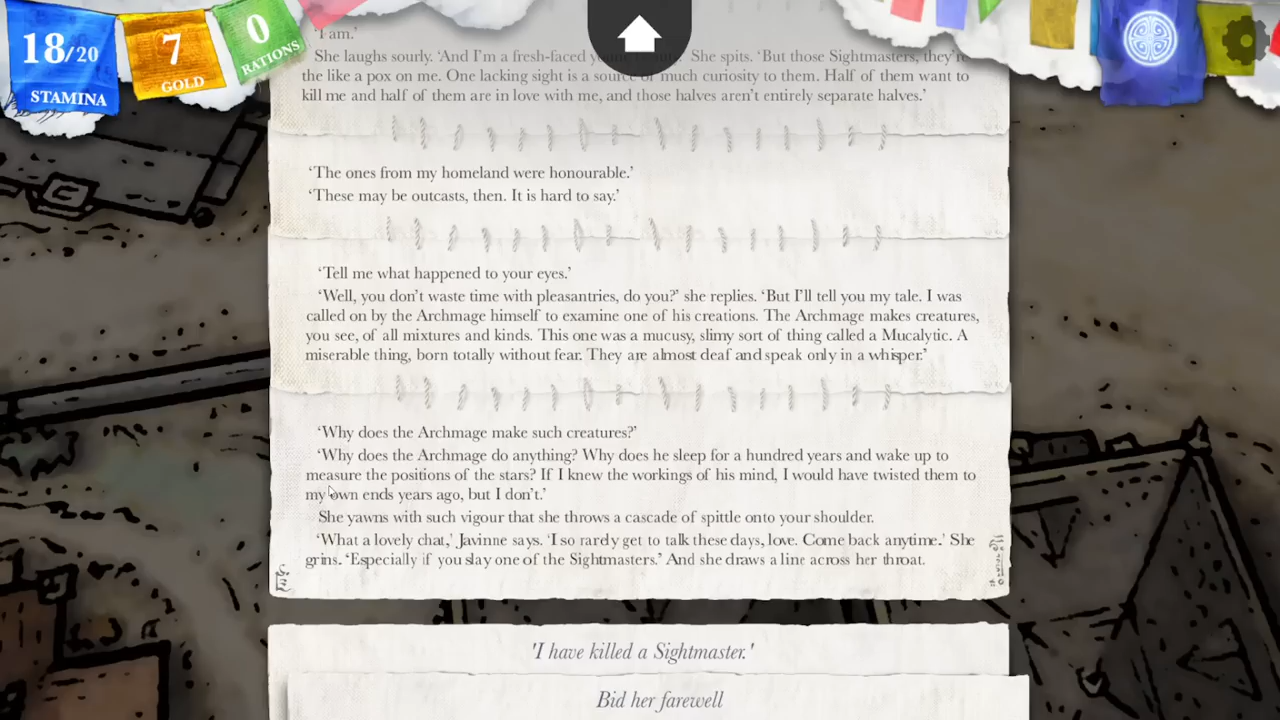 18/20
STAMINA
7
GOLD
0
RATIONS
'I am.'
She laughs sourly. 'And I'm a fresh-faced She spits. 'But those Sightmasters, they're
the like a pox on me. One lacking sight is a source of much curiosity to them. Half of them want to
kill me and half of them are in love with me, and those halves aren't entirely separate halves.'
'The ones from my homeland were honourable.'
'These may be outcasts, then. It is hard to say.'
'Tell me what happened to your eyes.'
'Well, you don't waste time with pleasantries, do you?' she replies. 'But I'll tell you my tale. I was
called on by the Archmage himself to examine one of his creations. The Archmage makes creatures,
you see, of all mixtures and kinds. This one was a mucusy, slimy sort of thing called a Mucalytic. A
miserable thing, born totally without fear. They are almost deaf and speak only in a whisper.'
'Why does the Archmage make such creatures?'
'Why does the Archmage do anything? Why does he sleep for a hundred years and wake up to
measure the positions of the stars? If I knew the workings of his mind, I would have twisted them to
my own ends years ago, but I don't.'
She yawns with such vigour that she throws a cascade of spittle onto your shoulder.
'What a lovely chat,' Javinne says. 'I so rarely get to talk these days, love. Come back anytime.' She
grins. 'Especially if you slay one of the Sightmasters.' And she draws a line across her throat.
'I have killed a Sightmaster.'
Bid her farewell